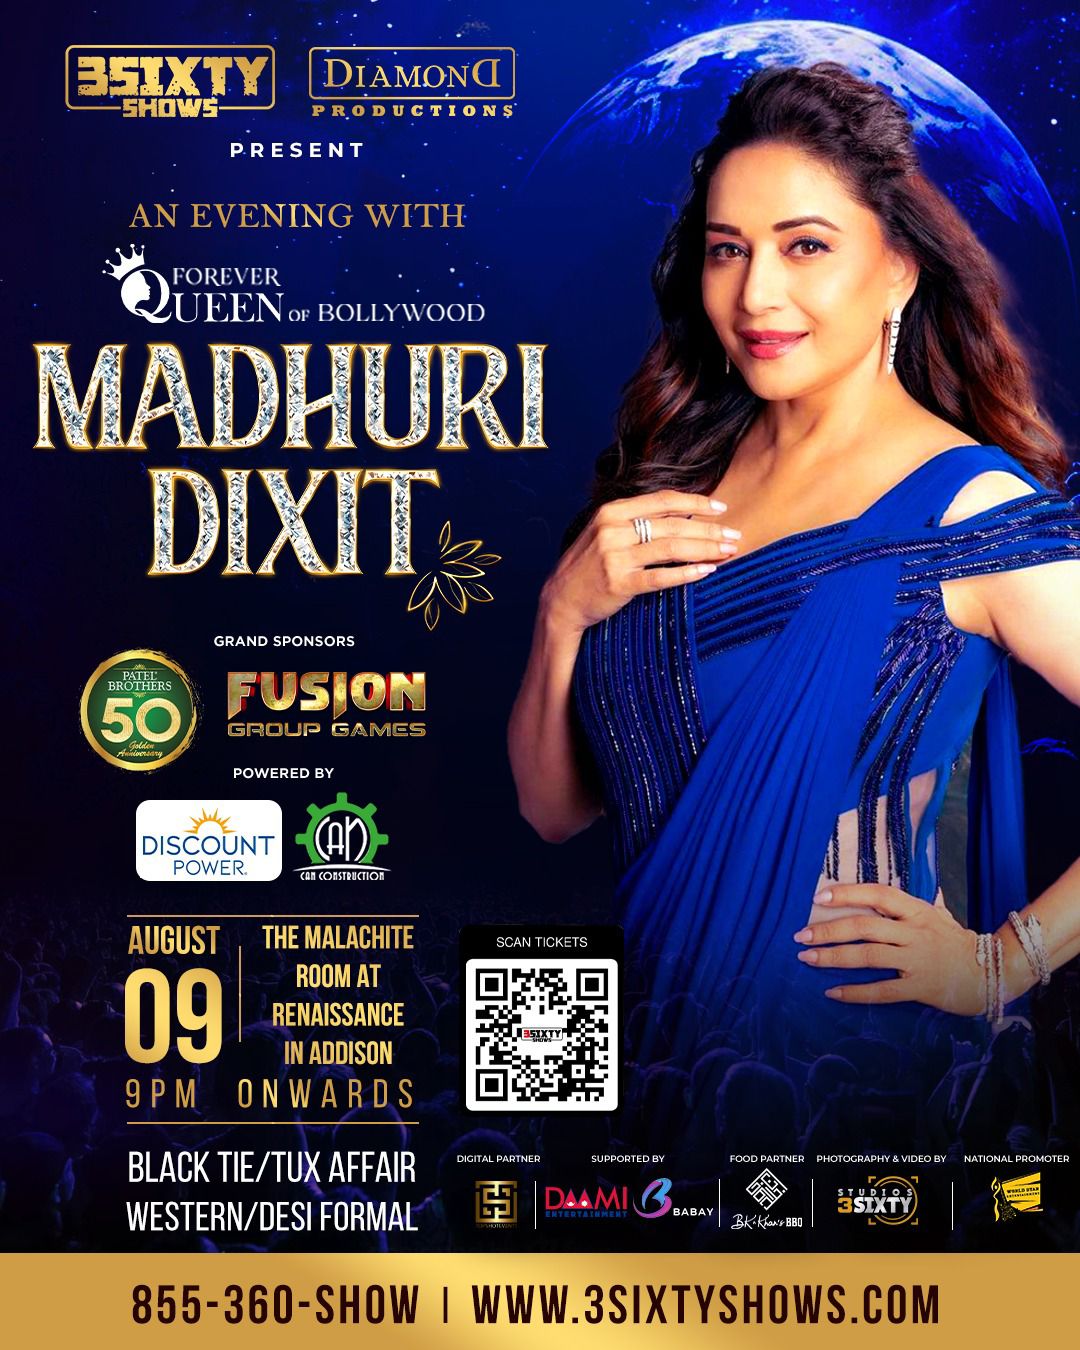 3SIXTY
SHOWS
DIAMOND
PRODUCTIONS
PRESENT
AN EVENING WITH
FOREVER
QUEEN OF BOLLYWOOD
MADHURI
DIXIT
GRAND SPONSORS
PATEL
BROTHERS
50
Golden
Anniversary
FUSION
GROUP GAMES
POWERED BY
DISCOUNT
POWER
CAN
CAN CONSTRUCTION
AUGUST
09
THE MALACHITE
ROOM AT
RENAISSANCE
IN ADDISON
9PM ONWARDS
SCAN TICKETS
3SIXTY
SHOWS
BLACK TIE/TUX AFFAIR
WESTERN/DESI FORMAL
DIGITAL PARTNER
SUPPORTED BY
DAAMI
ENTERTAINMENT
BABAY
FOOD PARTNER
BK & Khan's BBQ
PHOTOGRAPHY & VIDEO BY
STUDIOS
3SIXTY
NATIONAL PROMOTER
WORLD STAR
ENTERTAINMENT
855-360-SHOW | WWW.3SIXTYSHOWS.COM